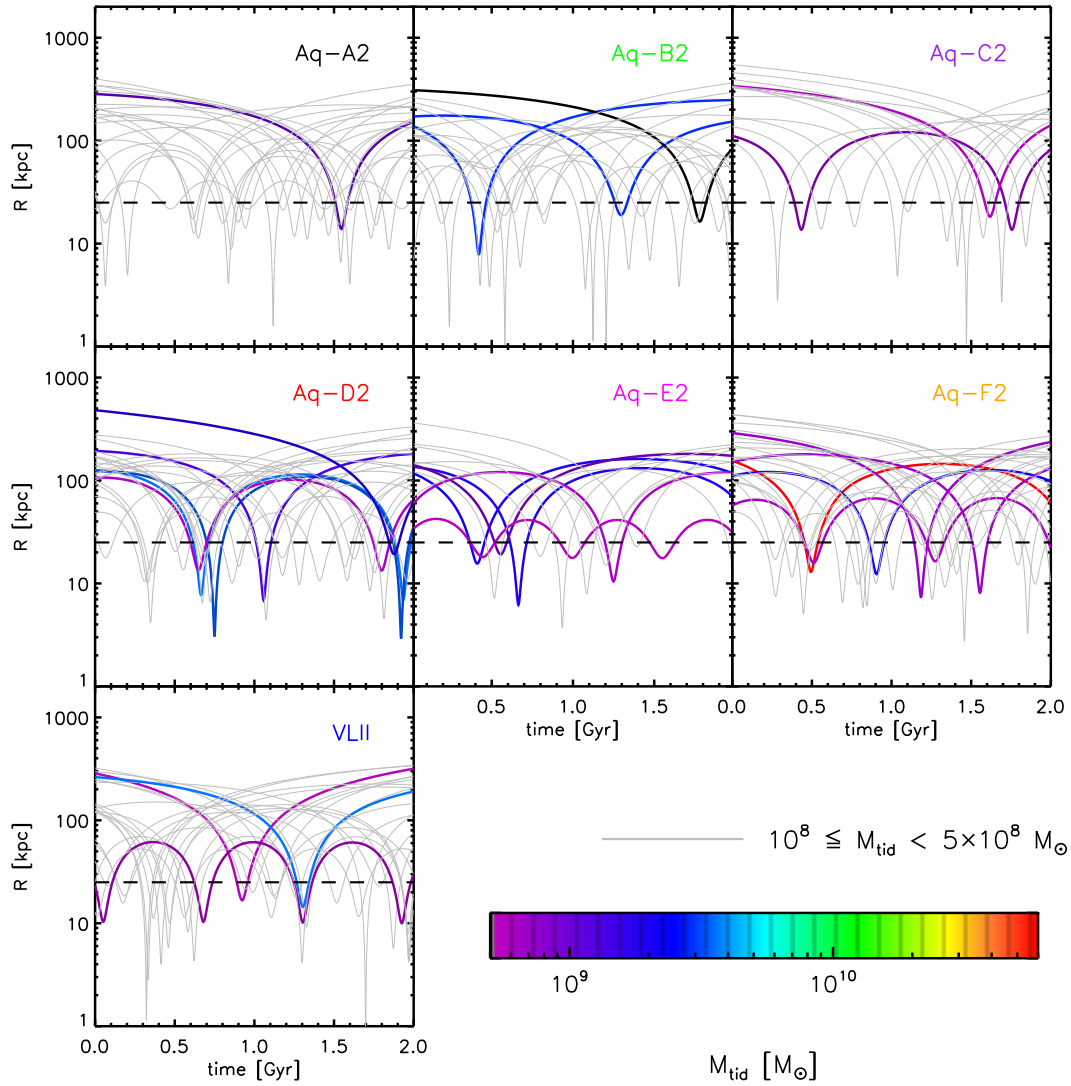 Aq-A2
Aq-B2
Aq-C2
R [kpc]
1000
100
10
1
Aq-D2
Aq-E2
Aq-F2
R [kpc]
1000
100
10
1
0.5 1.0 1.5 0.0 0.5 1.0 1.5 2.0
time [Gyr] time [Gyr]
VLII
R [kpc]
1000
100
10
1
0.0 0.5 1.0 1.5 2.0
time [Gyr]
10⁸ ≦ M_tid < 5×10⁸ M_⊙
10⁹ 10¹⁰
M_tid [M_⊙]